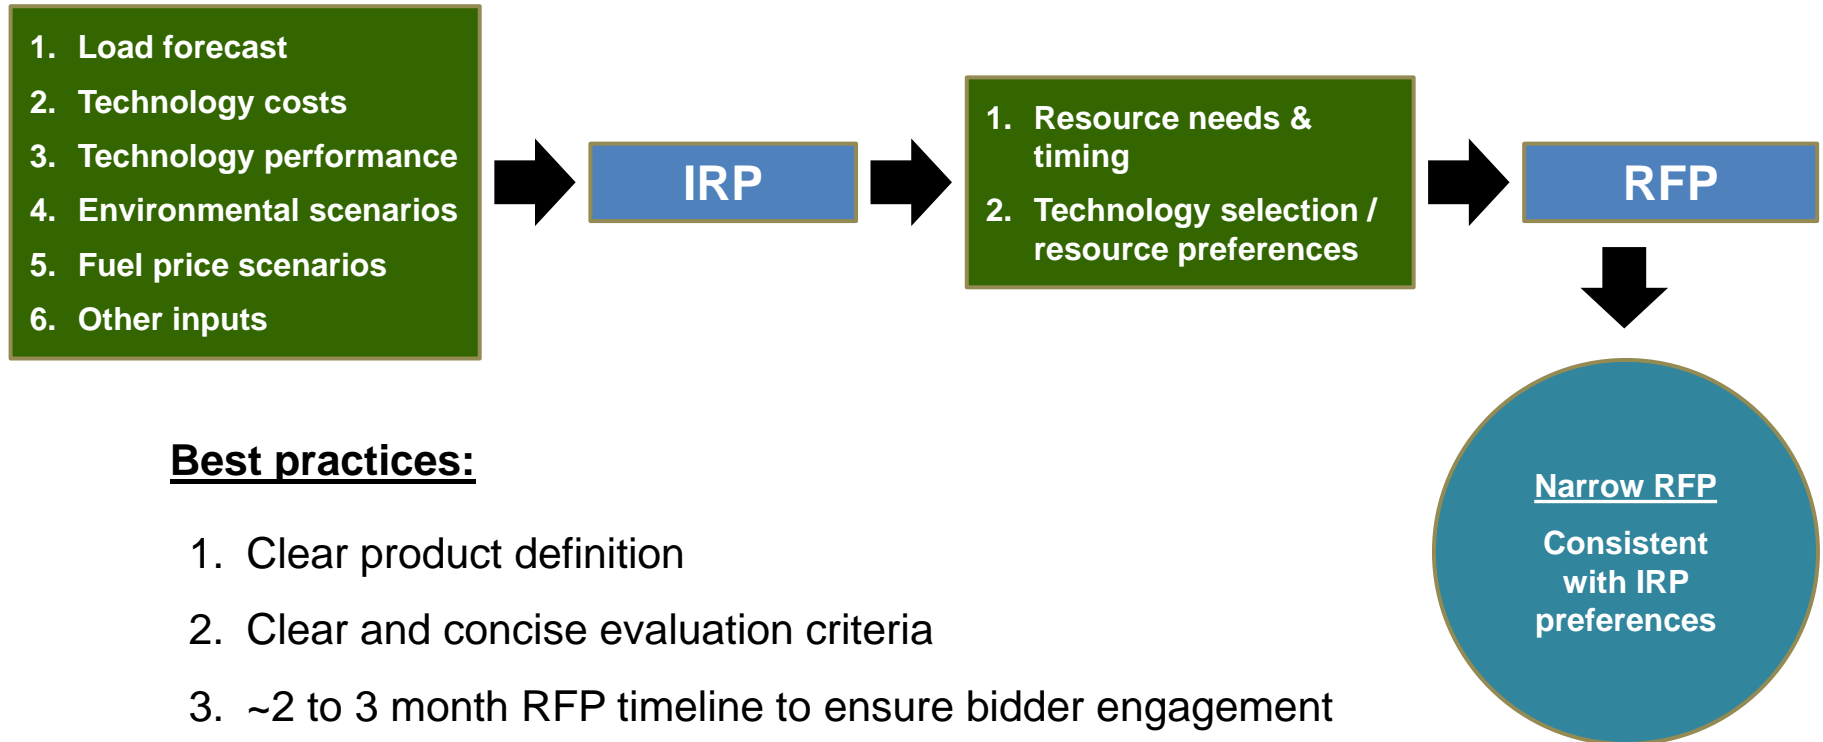 1. Load forecast
2. Technology costs
3. Technology performance
4. Environmental scenarios
5. Fuel price scenarios
6. Other inputs
IRP
1. Resource needs &
timing
2. Technology selection /
resource preferences
RFP
Narrow RFP
Consistent
with IRP
preferences
Best practices:
1. Clear product definition
2. Clear and concise evaluation criteria
3. ~2 to 3 month RFP timeline to ensure bidder engagement